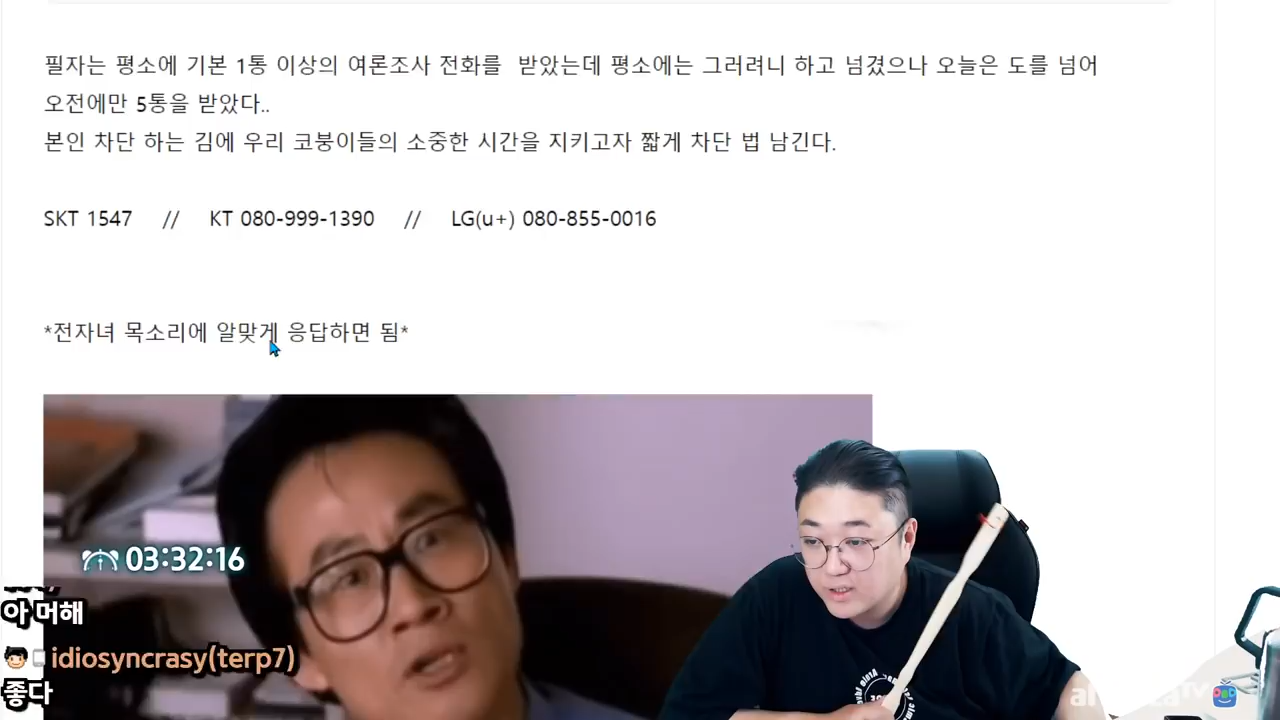 필자는 평소에 기본 1통 이상의 여론조사 전화를 받았는데 평소에는 그러려니 하고 넘겼으나 오늘은 도를 넘어
오전에만 5통을 받았다..
본인 차단 하는 김에 우리 코붕이들의 소중한 시간을 지키고자 짧게 차단 법 남긴다.
SKT 1547 // KT 080-999-1390 // LG(u+) 080-855-0016
*전자녀 목소리에 알맞게 응답하면 됨*
03:32:16
아 머해
idiosyncrasy(terp7)
좋다